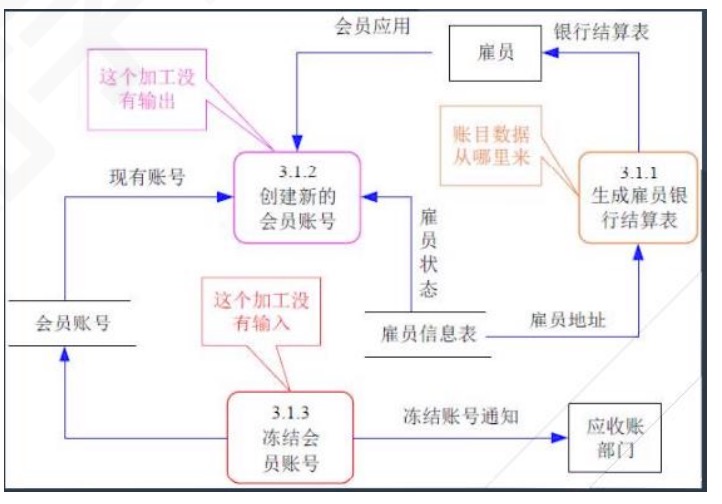 会员应用
雇员
银行结算表
这个加工没
有输出
账目数据
从哪里来
3.1.2
创建新的
会员账号
3.1.1
生成雇员银
行结算表
现有账号
雇
员
状
态
这个加工没
有输入
会员账号
雇员信息表
雇员地址
3.1.3
冻结会
员账号
冻结账号通知
应收账
部门